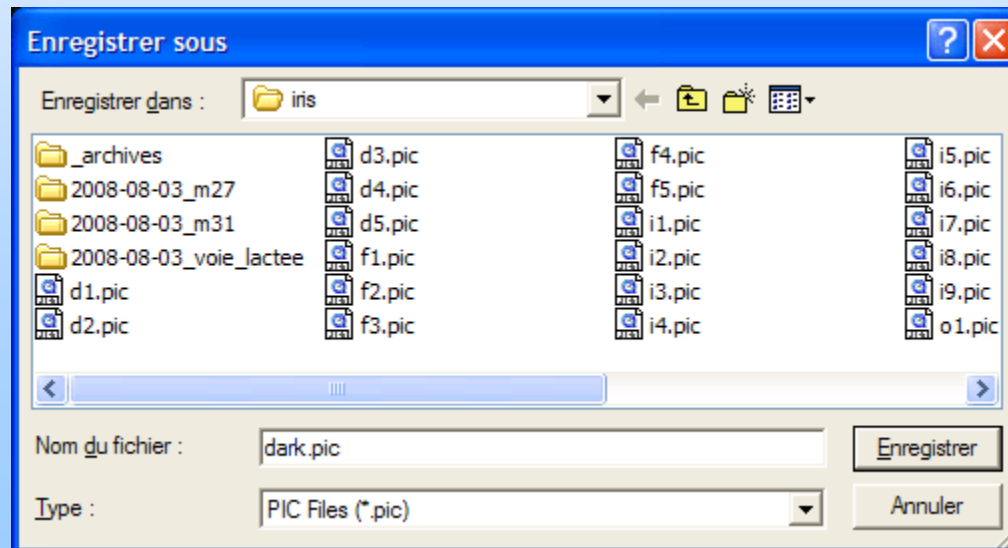 Enregistrer sous
Enregistrer dans :
iris
_archives
2008-08-03_m27
2008-08-03_m31
2008-08-03_voie_lactee
d1.pic
d2.pic
d3.pic
d4.pic
d5.pic
f1.pic
f2.pic
f3.pic
f4.pic
f5.pic
i1.pic
i2.pic
i3.pic
i4.pic
i5.pic
i6.pic
i7.pic
i8.pic
i9.pic
o1.pic
Nom du fichier :
dark.pic
Enregistrer
Type :
PIC Files (*.pic)
Annuler